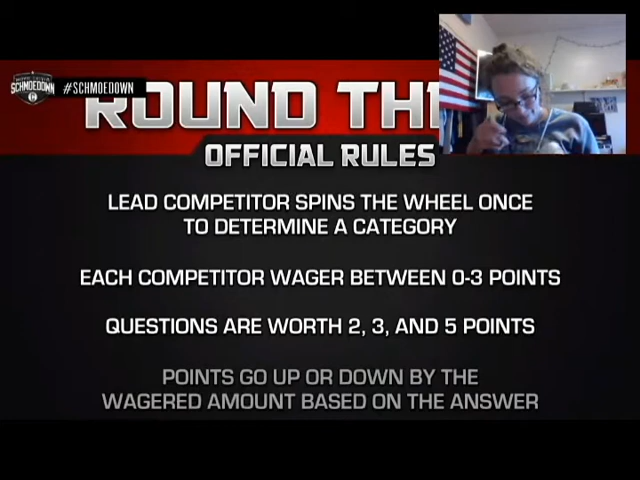 SCHMOEDOWN
#SCHMOEDOWN
ROUND TH
OFFICIAL RULES
LEAD COMPETITOR SPINS THE WHEEL ONCE
TO DETERMINE A CATEGORY
EACH COMPETITOR WAGER BETWEEN 0-3 POINTS
QUESTIONS ARE WORTH 2, 3, AND 5 POINTS
POINTS GO UP OR DOWN BY THE
WAGERED AMOUNT BASED ON THE ANSWER